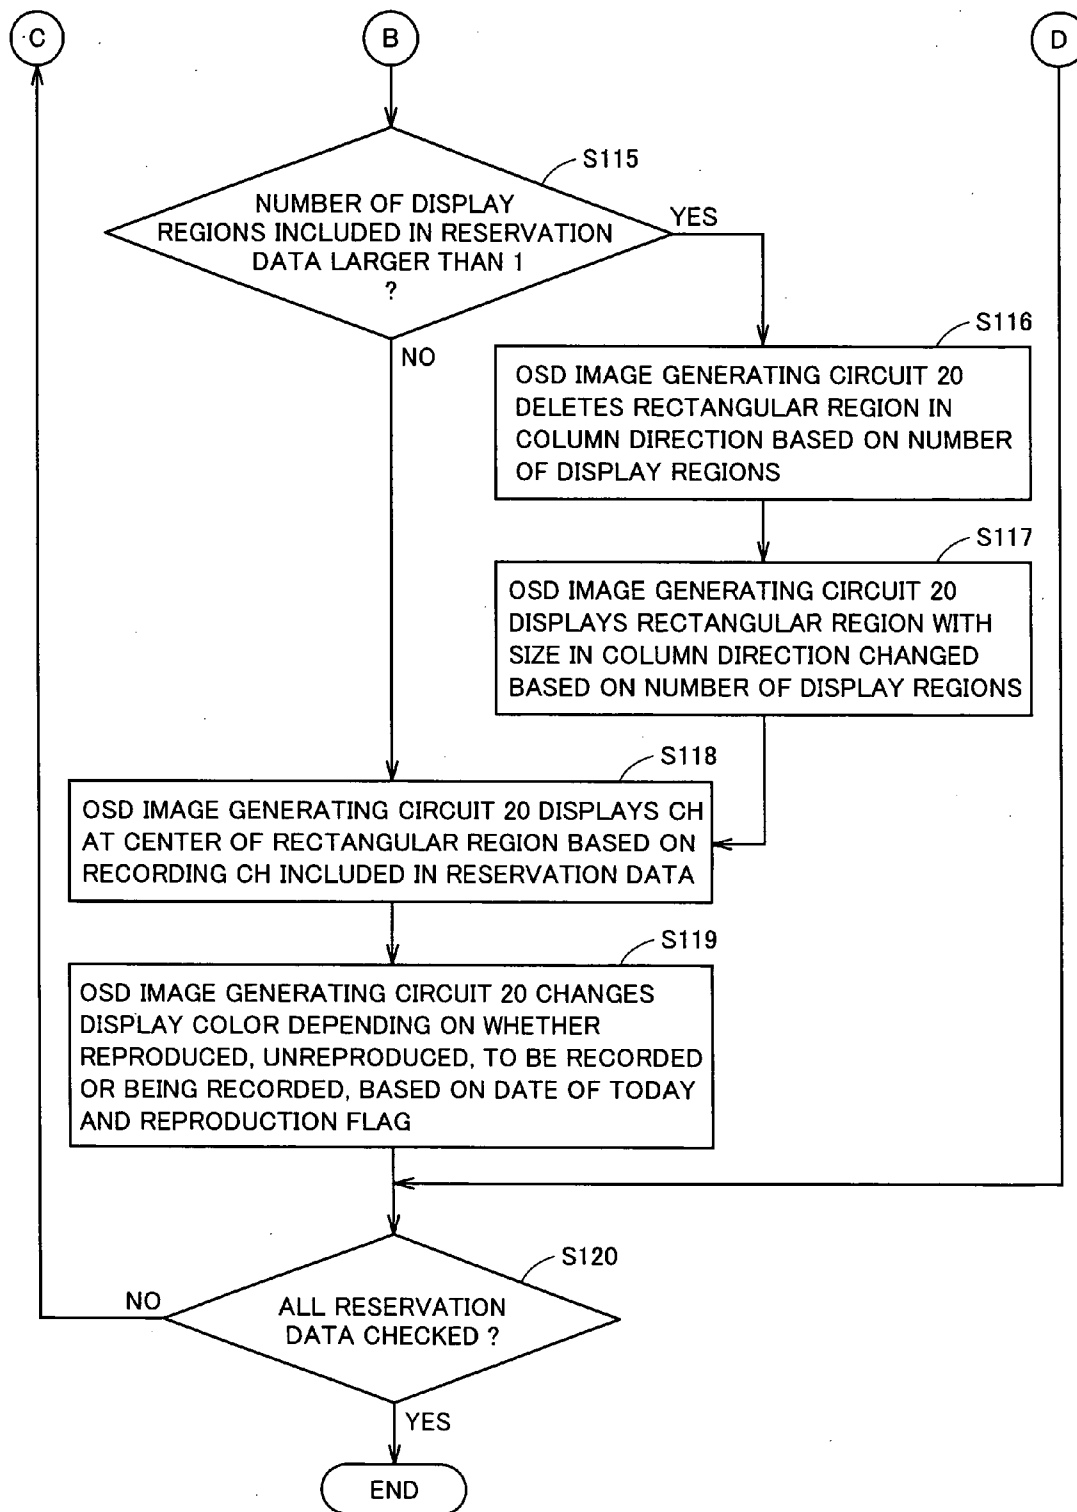 C
B
D
S115
NUMBER OF DISPLAY
REGIONS INCLUDED IN RESERVATION
DATA LARGER THAN 1
?
YES
NO
S116
OSD IMAGE GENERATING CIRCUIT 20
DELETES RECTANGULAR REGION IN
COLUMN DIRECTION BASED ON NUMBER
OF DISPLAY REGIONS
S117
OSD IMAGE GENERATING CIRCUIT 20
DISPLAYS RECTANGULAR REGION WITH
SIZE IN COLUMN DIRECTION CHANGED
BASED ON NUMBER OF DISPLAY REGIONS
S118
OSD IMAGE GENERATING CIRCUIT 20 DISPLAYS CH
AT CENTER OF RECTANGULAR REGION BASED ON
RECORDING CH INCLUDED IN RESERVATION DATA
S119
OSD IMAGE GENERATING CIRCUIT 20 CHANGES
DISPLAY COLOR DEPENDING ON WHETHER
REPRODUCED, UNREPRODUCED, TO BE RECORDED
OR BEING RECORDED, BASED ON DATE OF TODAY
AND REPRODUCTION FLAG
S120
NO
ALL RESERVATION
DATA CHECKED ?
YES
END